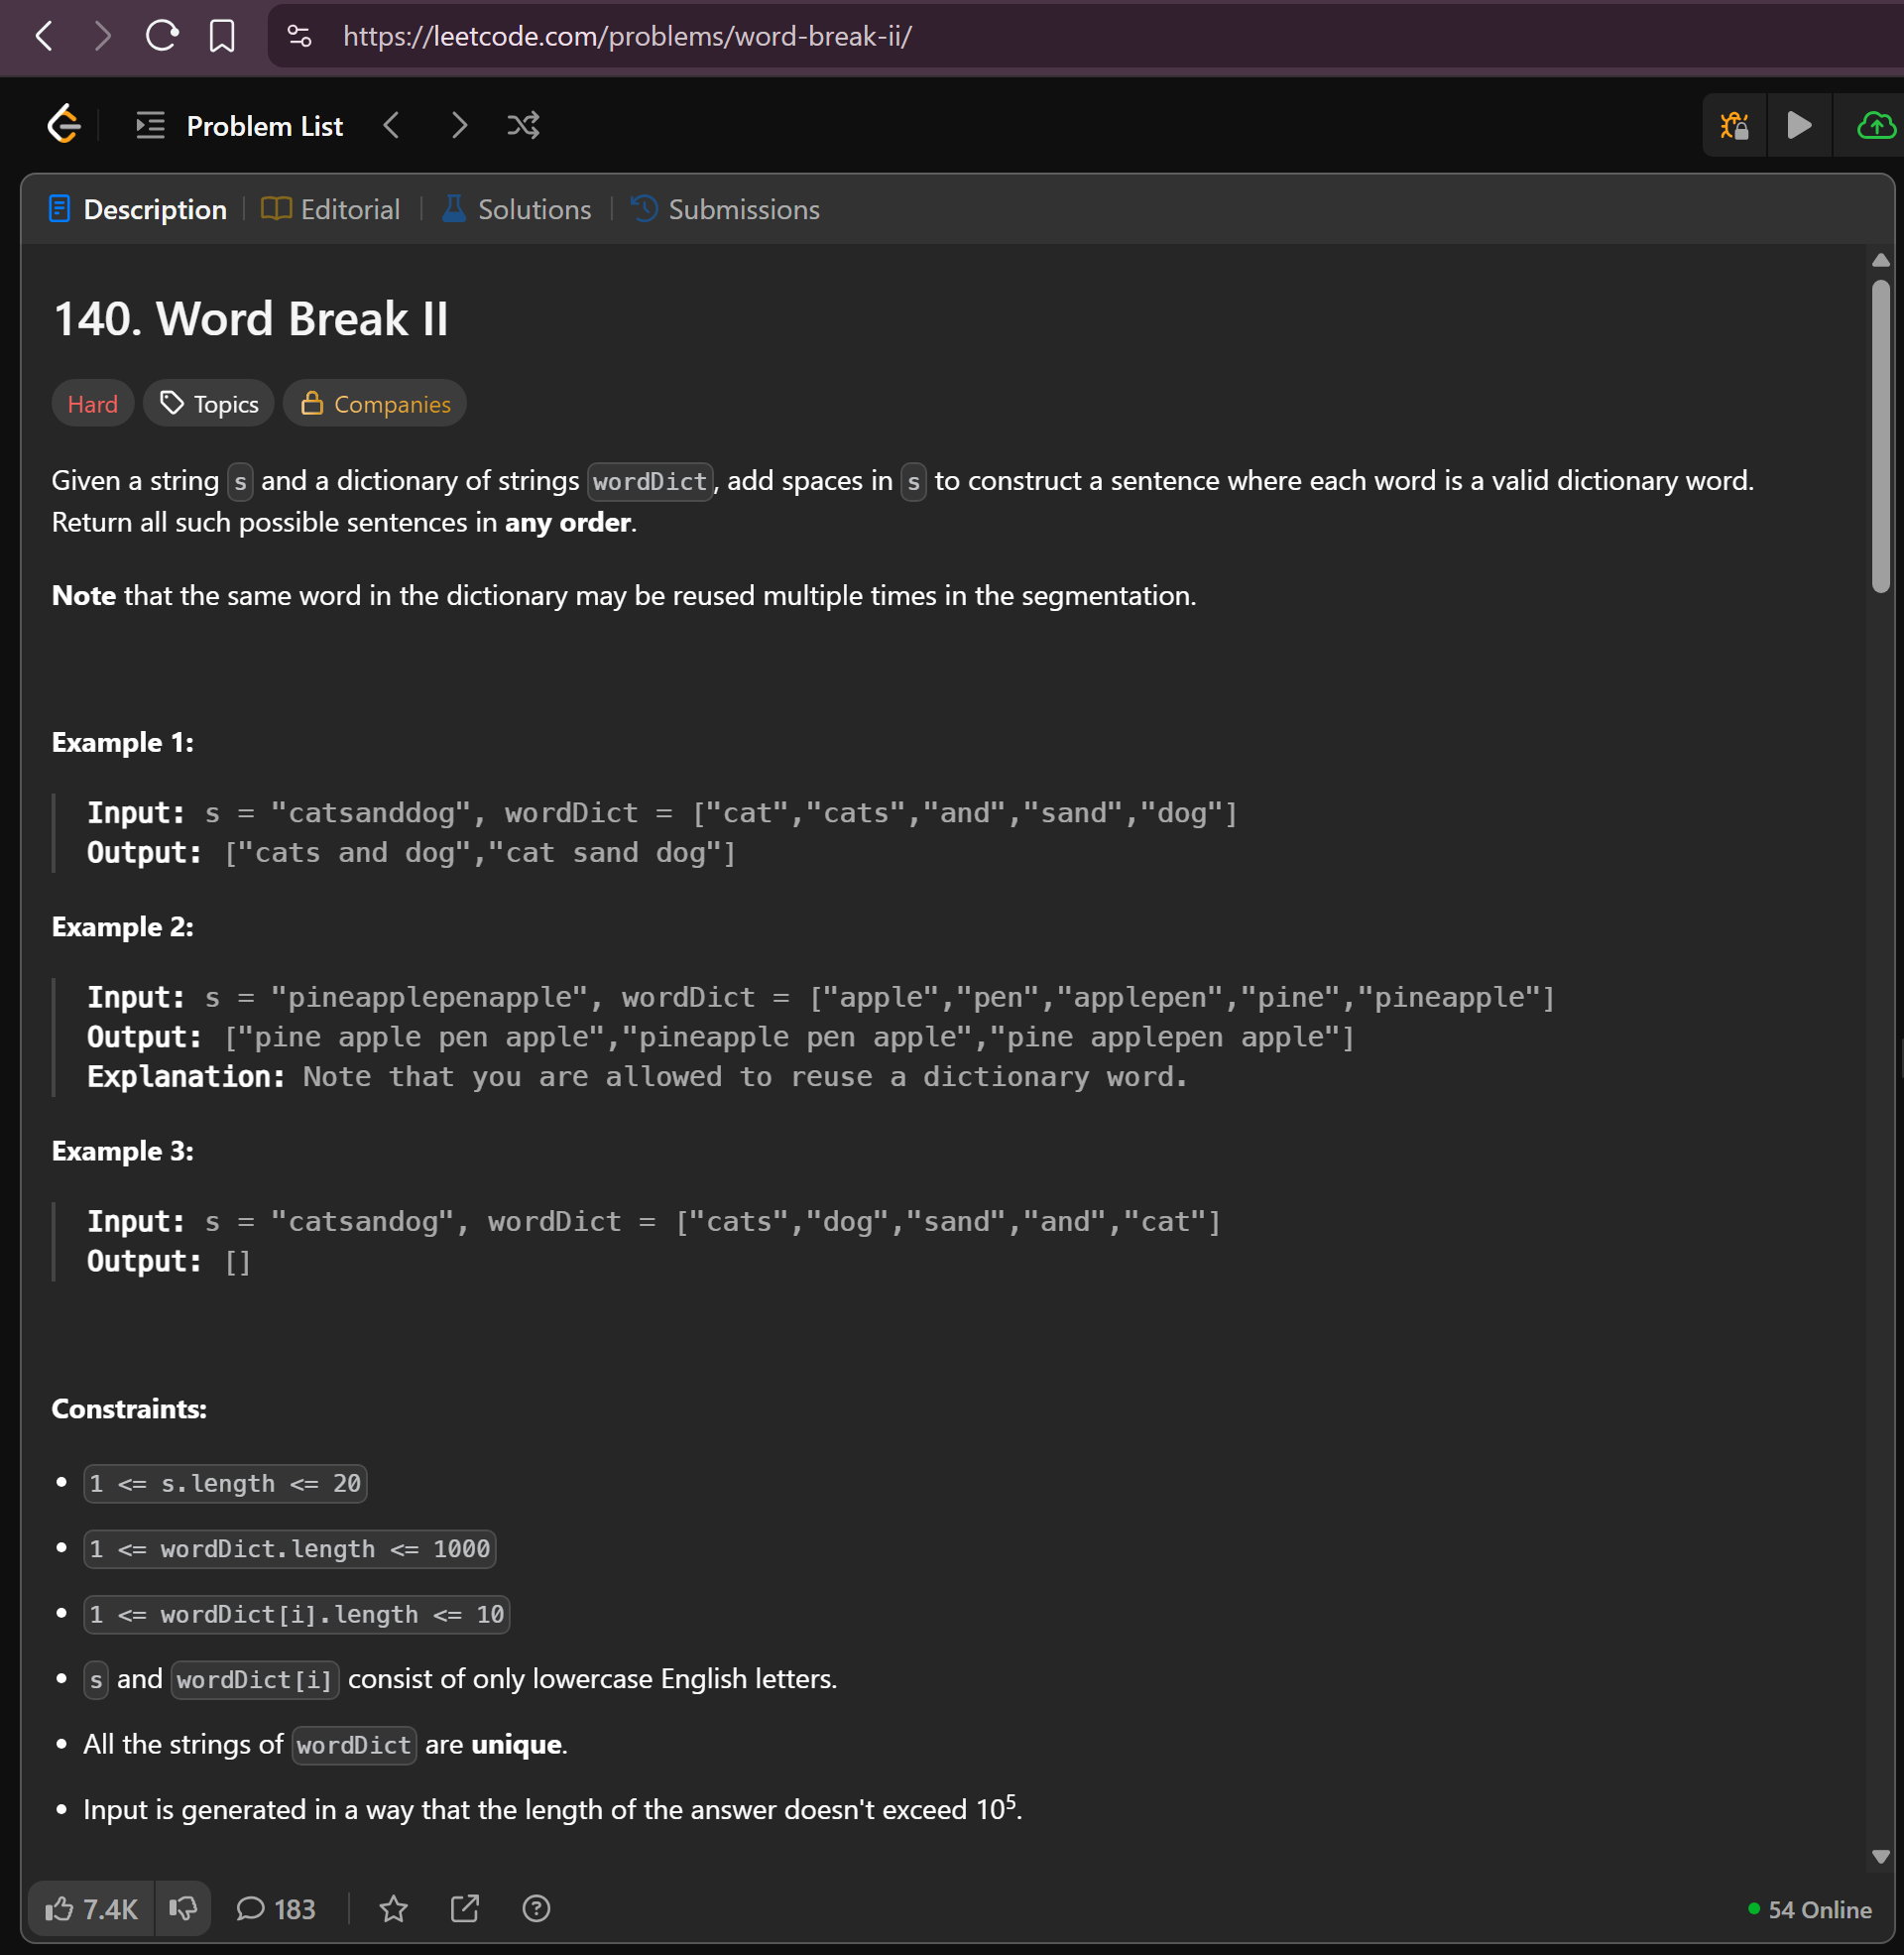 https://leetcode.com/problems/word-break-ii/
Problem List
Description
Editorial
Solutions
Submissions
140. Word Break II
Hard
Topics
Companies
Given a string s and a dictionary of strings wordDict, add spaces in s to construct a sentence where each word is a valid dictionary word.
Return all such possible sentences in any order.
Note that the same word in the dictionary may be reused multiple times in the segmentation.
Example 1:
Input: s = "catsanddog", wordDict = ["cat","cats","and","sand","dog"]
Output: ["cats and dog","cat sand dog"]
Example 2:
Input: s = "pineapplepenapple", wordDict = ["apple","pen","applepen","pine","pineapple"]
Output: ["pine apple pen apple","pineapple pen apple","pine applepen apple"]
Explanation: Note that you are allowed to reuse a dictionary word.
Example 3:
Input: s = "catsandog", wordDict = ["cats","dog","sand","and","cat"]
Output: []
Constraints:
• 1 <= s.length <= 20
• 1 <= wordDict.length <= 1000
• 1 <= wordDict[i].length <= 10
• s and wordDict[i] consist of only lowercase English letters.
• All the strings of wordDict are unique.
• Input is generated in a way that the length of the answer doesn't exceed 10⁵.
7.4K
183
54 Online